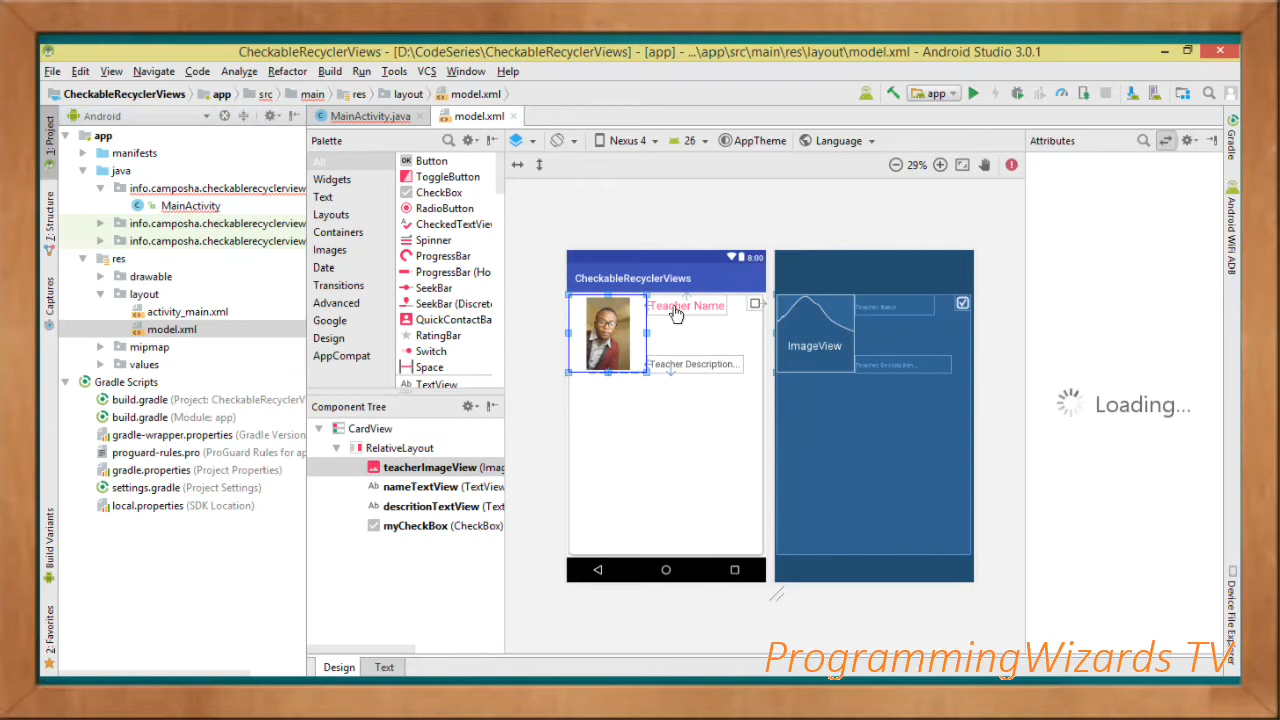 CheckableRecyclerViews - [D:\CodeSeries\CheckableRecyclerViews] - [app] - ...\app\src\main\res\layout\model.xml - Android Studio 3.0.1
File Edit View Navigate Code Analyze Refactor Build Run Tools VCS Window Help
CheckableRecyclerViews app src main res layout model.xml app
Android MainActivity.java model.xml
1: Project
Z: Structure
Captures
Build Variants
2: Favorites
app
manifests
java
info.camposha.checkablerecyclerview
MainActivity
info.camposha.checkablerecyclerview
info.camposha.checkablerecyclerview
res
drawable
layout
activity_main.xml
model.xml
mipmap
values
Gradle Scripts
build.gradle (Project: CheckableRecyclerV
build.gradle (Module: app)
gradle-wrapper.properties (Gradle Version
proguard-rules.pro (ProGuard Rules for ap
gradle.properties (Project Properties)
settings.gradle (Project Settings)
local.properties (SDK Location)
Palette
All
Widgets
Text
Layouts
Containers
Images
Date
Transitions
Advanced
Google
Design
AppCompat
OK Button
ToggleButton
CheckBox
RadioButton
CheckedTextVie
Spinner
ProgressBar
ProgressBar (Ho
SeekBar
SeekBar (Discrete
QuickContactBa
RatingBar
Switch
Space
Ab TextView
Component Tree
CardView
RelativeLayout
teacherImageView (Imag
Ab nameTextView (TextView
Ab descritionTextView (Text
myCheckBox (CheckBox)
Design Text
Nexus 4 26 AppTheme Language
29%
8:00
CheckableRecyclerViews
Teacher Name
Teacher Description...
Teacher Name
ImageView
Teacher Description...
Attributes
Loading...
Gradle
Android WiFi ADB
Device File Explorer
ProgrammingWizards TV